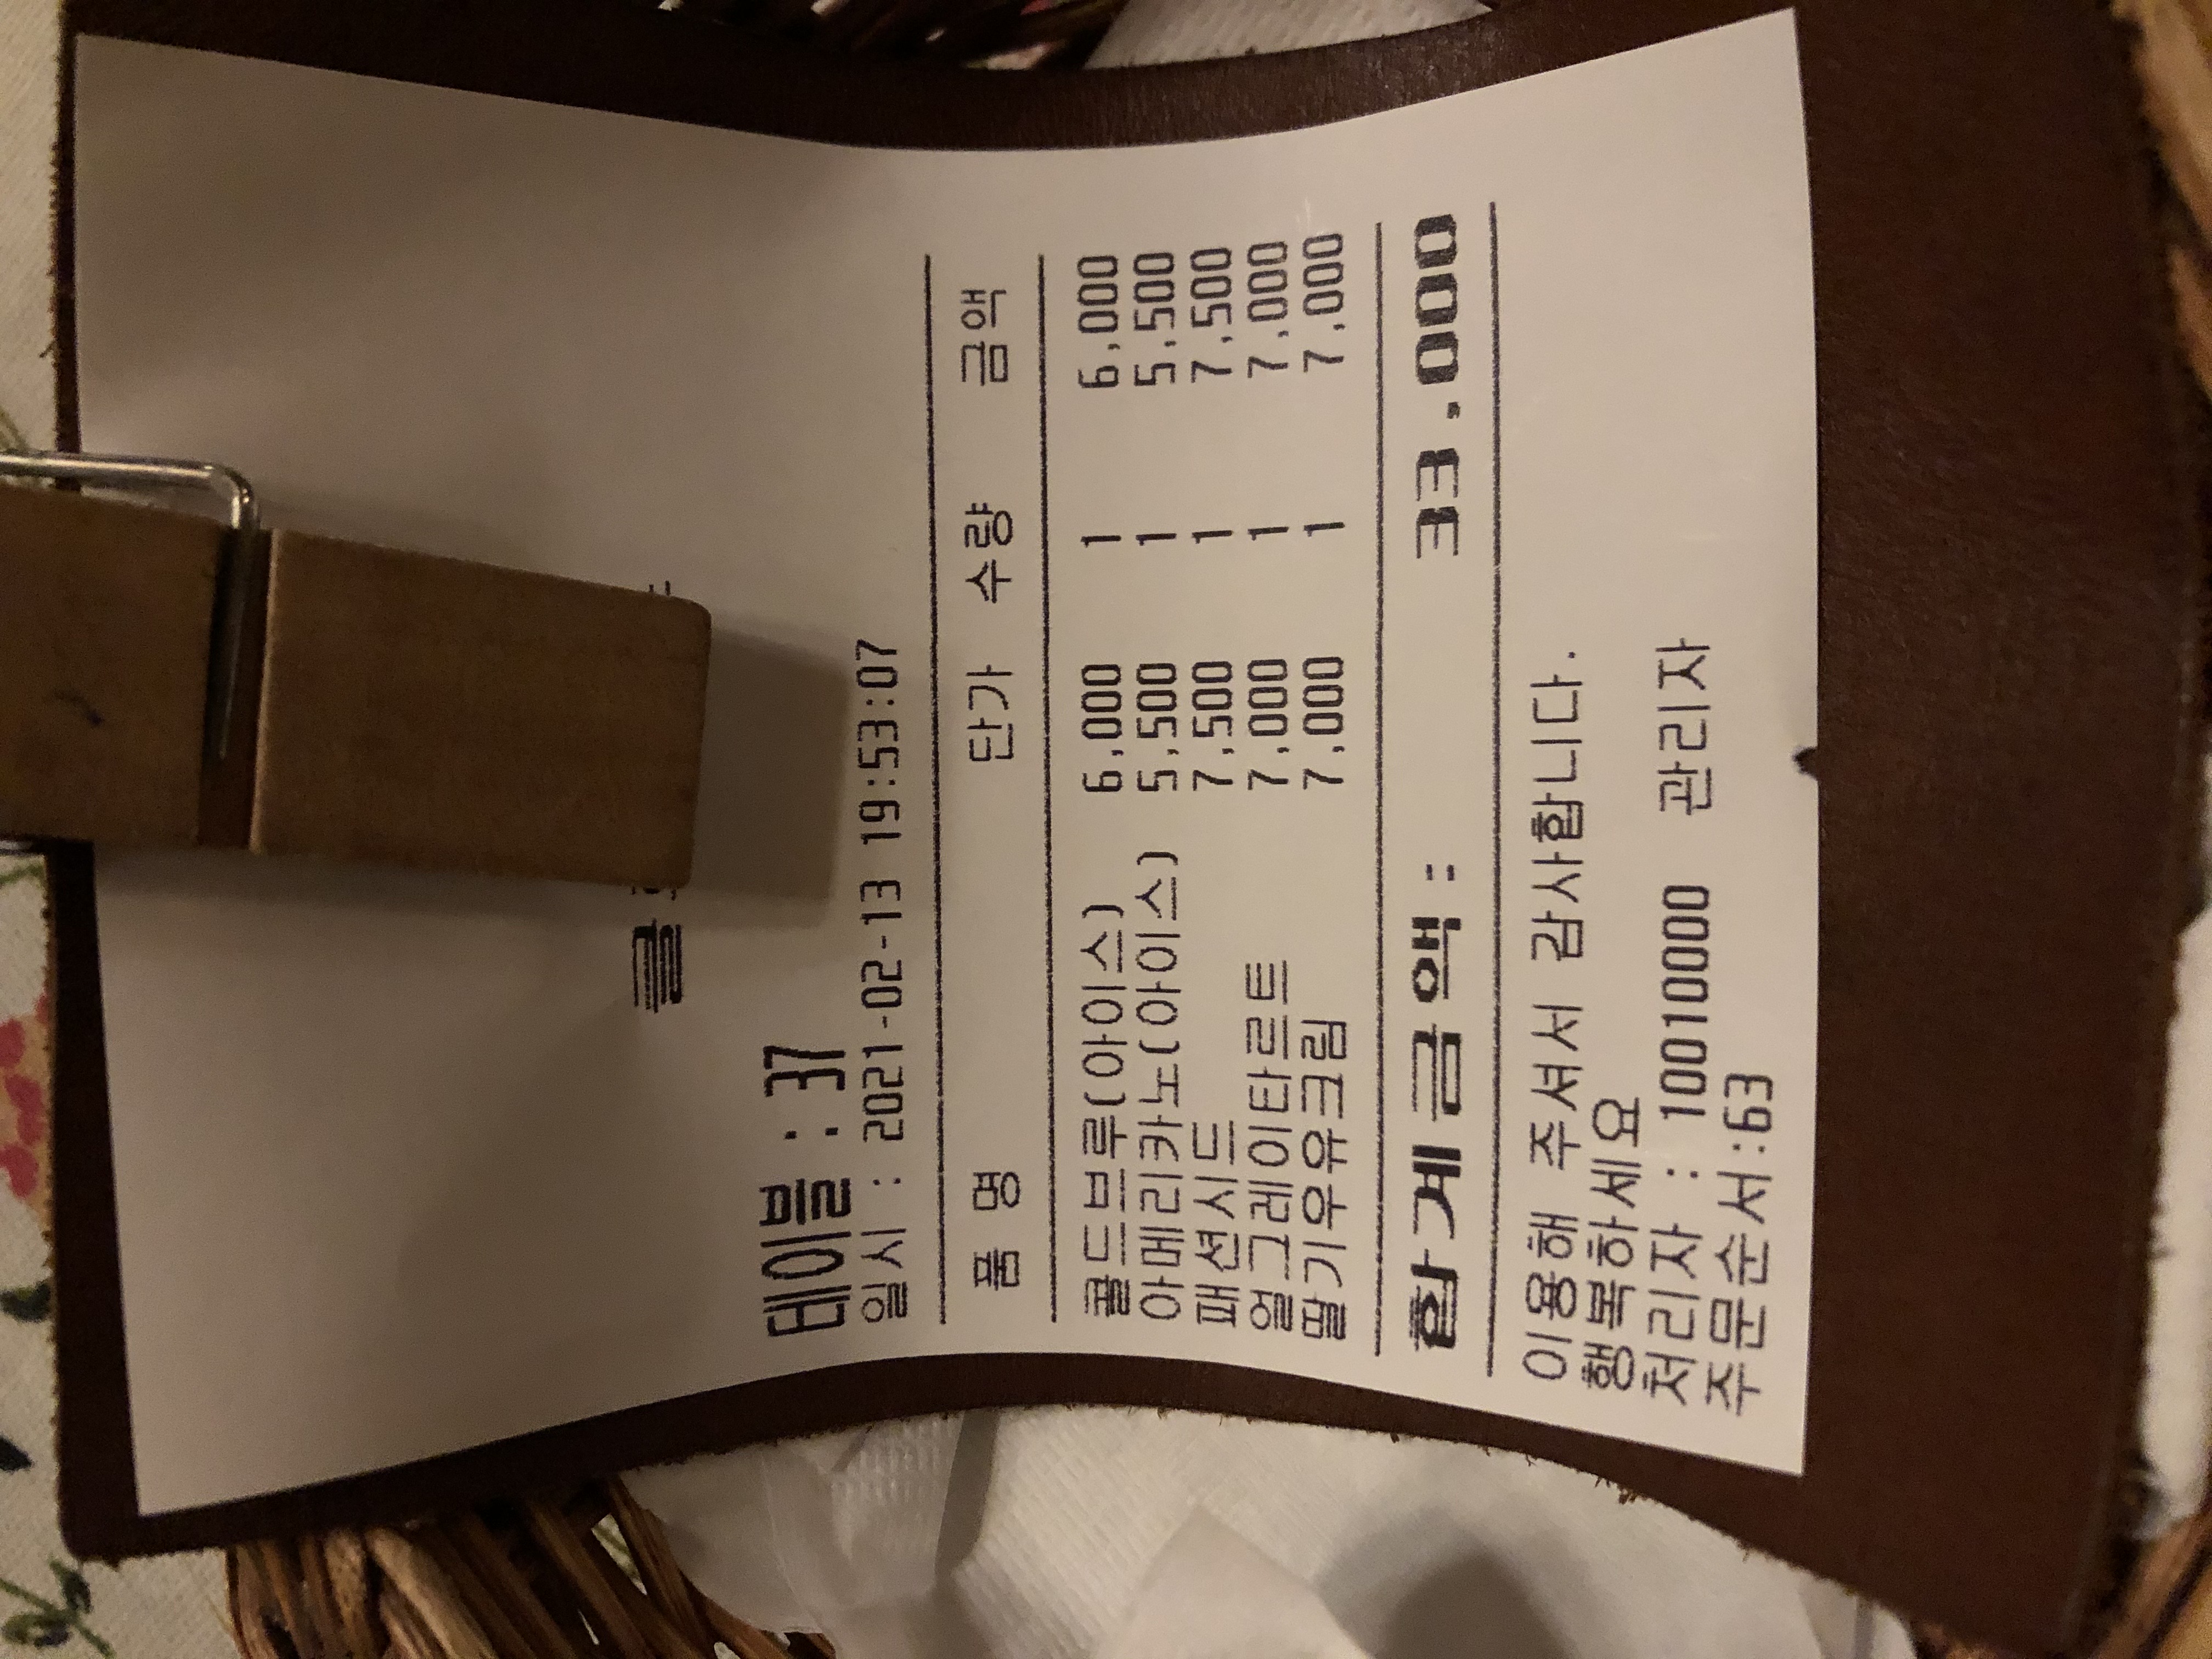 테이블 : 37
일시 : 2021-02-13 19:53:07
품 명 단가 수량 금액
콜드브루(아이스) 6,000 1 6,000
아메리카노(아이스) 5,500 1 5,500
패션시드 7,500 1 7,500
얼그레이타르트 7,000 1 7,000
딸기우유크림 7,000 1 7,000
합계금액 : 33,000
이용해 주셔서 감사합니다.
행복하세요
처리자 : 10010000 관리자
주문순서:63